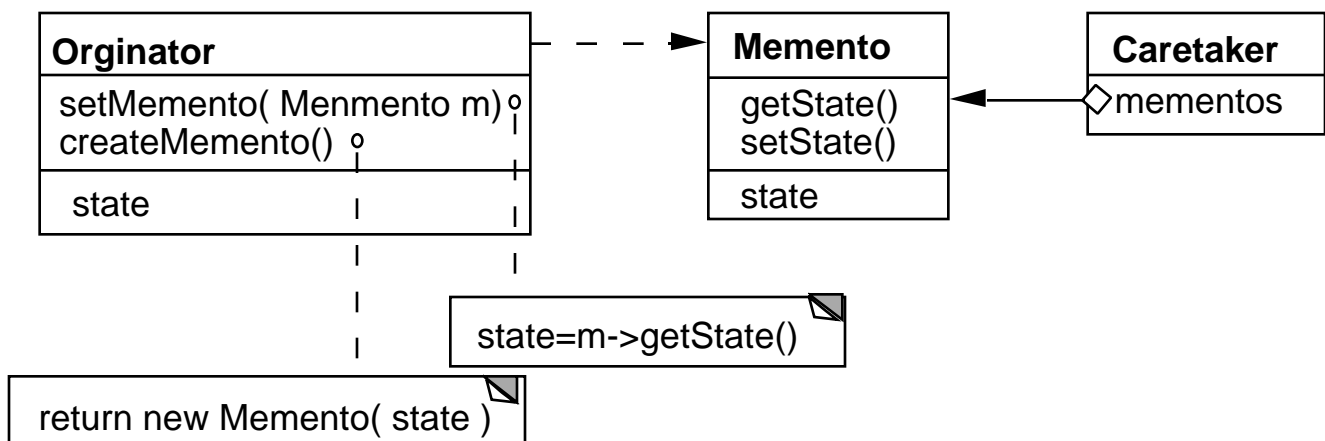 Orginator
setMemento( Menmento m)
createMemento()
state
Memento
getState()
setState()
state
Caretaker
mementos
state=m->getState()
return new Memento( state )